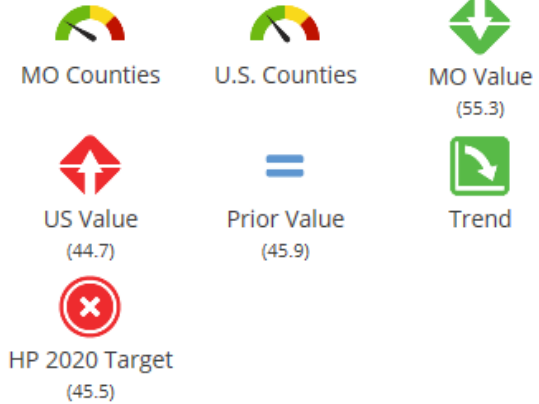 MO Counties
U.S. Counties
MO Value
(55.3)
US Value
(44.7)
Prior Value
(45.9)
Trend
HP 2020 Target
(45.5)